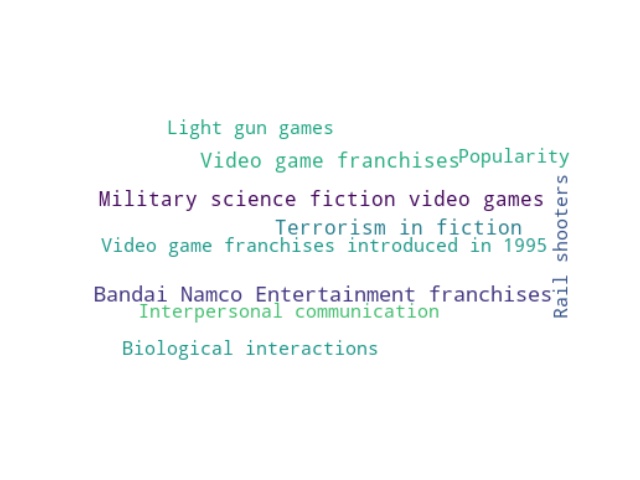 Light gun games
Video game franchises
Popularity
Military science fiction video games
Terrorism in fiction
Video game franchises introduced in 1995
Rail shooters
Bandai Namco Entertainment franchises
Interpersonal communication
Biological interactions